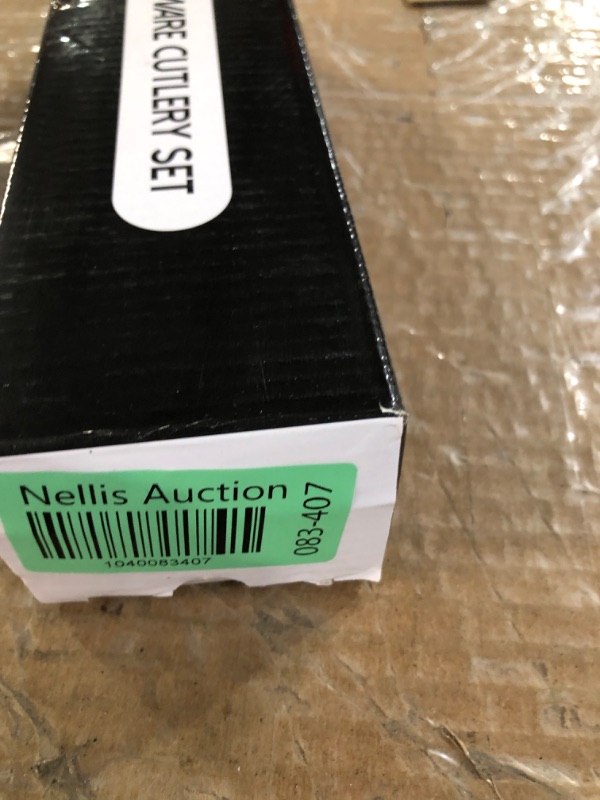 WARE CUTLERY SET
Nellis Auction
1040083407
083-407